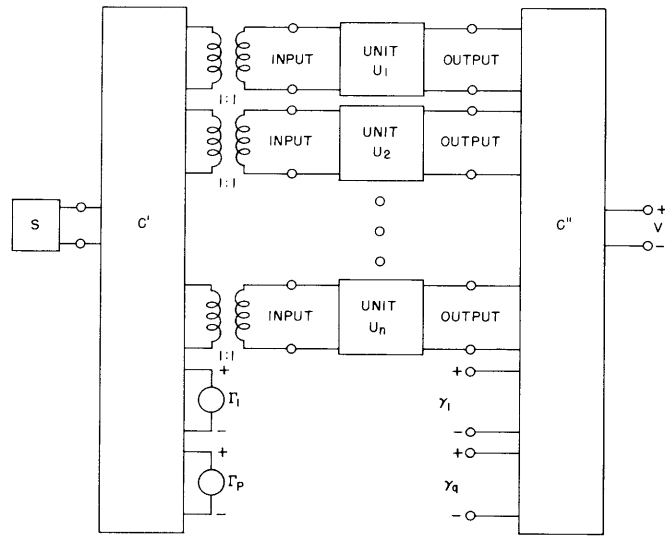 INPUT UNIT U1 OUTPUT
1:1
INPUT UNIT U2 OUTPUT
1:1
S C' C'' + V -
INPUT UNIT Un OUTPUT
1:1
+ Γ1 - + γ1 -
+ Γp - + γq -